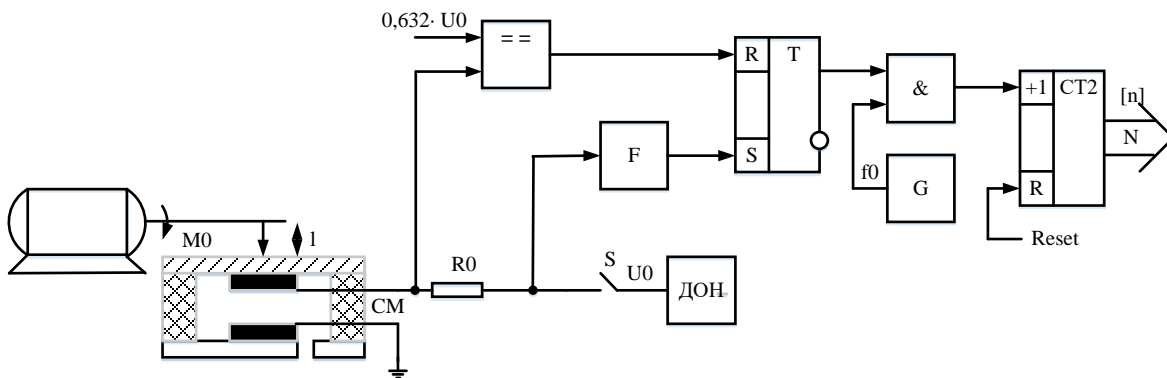 0,632· U0
= =
R
T
&
+1
CT2
[n]
N
F
S
f0
G
R
Reset
M0
l
R0
S
U0
ДОН
CM